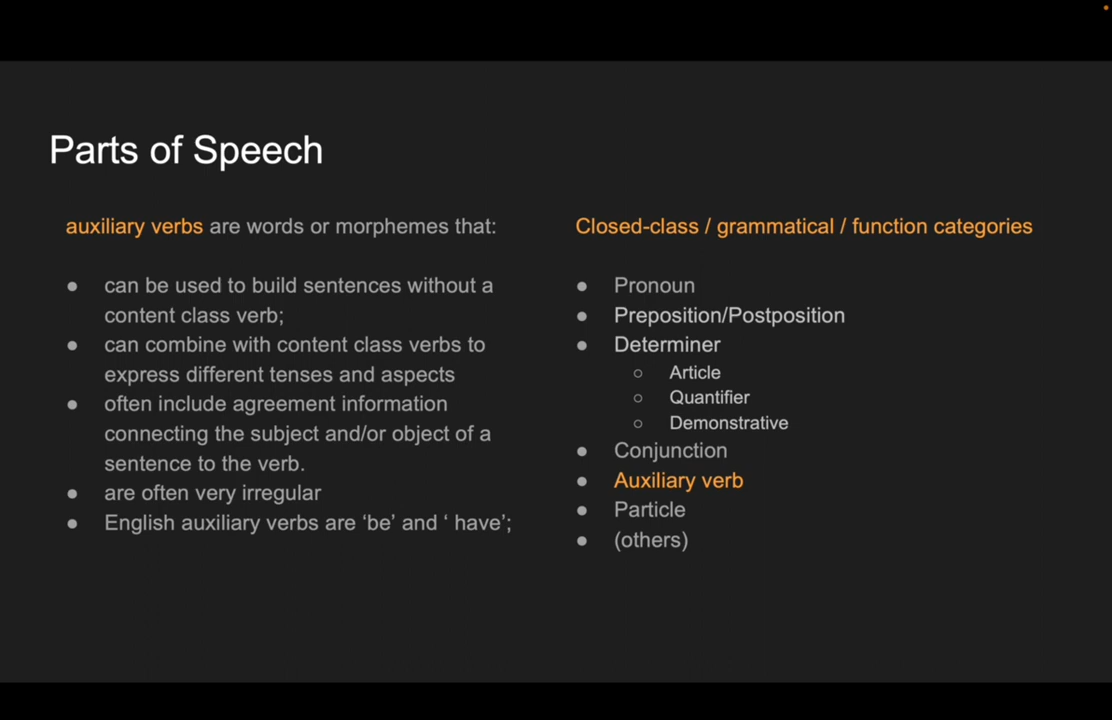 Parts of Speech
auxiliary verbs are words or morphemes that:
● can be used to build sentences without a
content class verb;
● can combine with content class verbs to
express different tenses and aspects
● often include agreement information
connecting the subject and/or object of a
sentence to the verb.
● are often very irregular
● English auxiliary verbs are ‘be’ and ‘ have’;
Closed-class / grammatical / function categories
● Pronoun
● Preposition/Postposition
● Determiner
○ Article
○ Quantifier
○ Demonstrative
● Conjunction
● Auxiliary verb
● Particle
● (others)